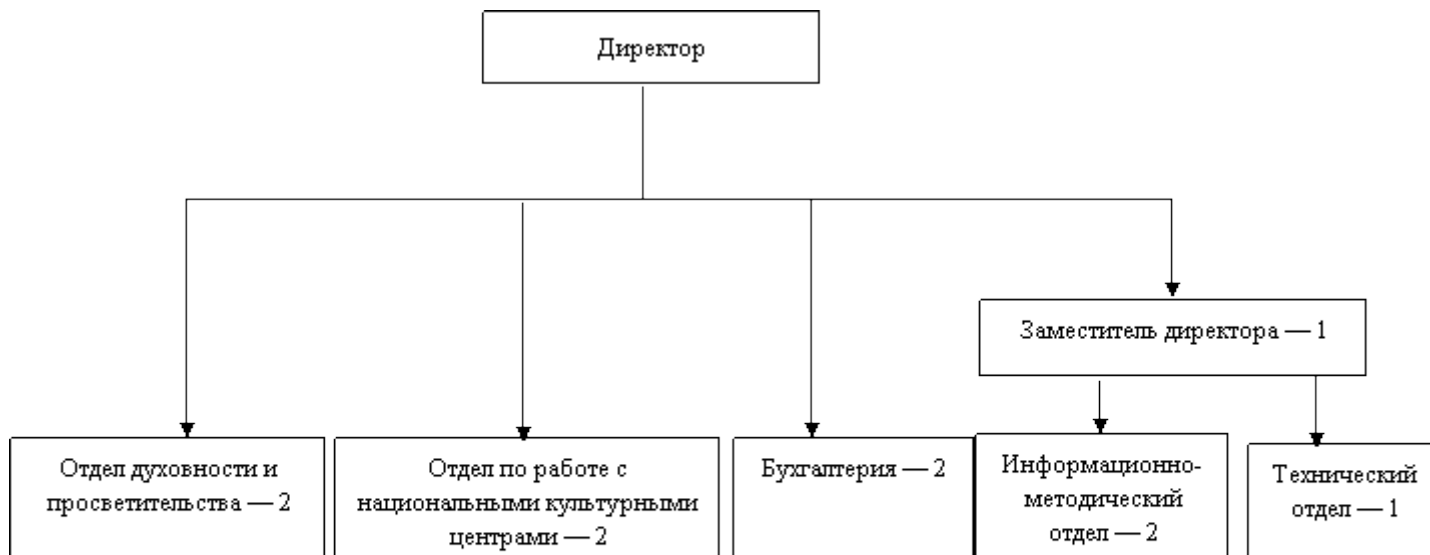 Директор
Заместитель директора — 1
Отдел духовности и
просветительства — 2
Отдел по работе с
национальными культурными
центрами — 2
Бухгалтерия — 2
Информационно-
методический
отдел — 2
Технический
отдел — 1